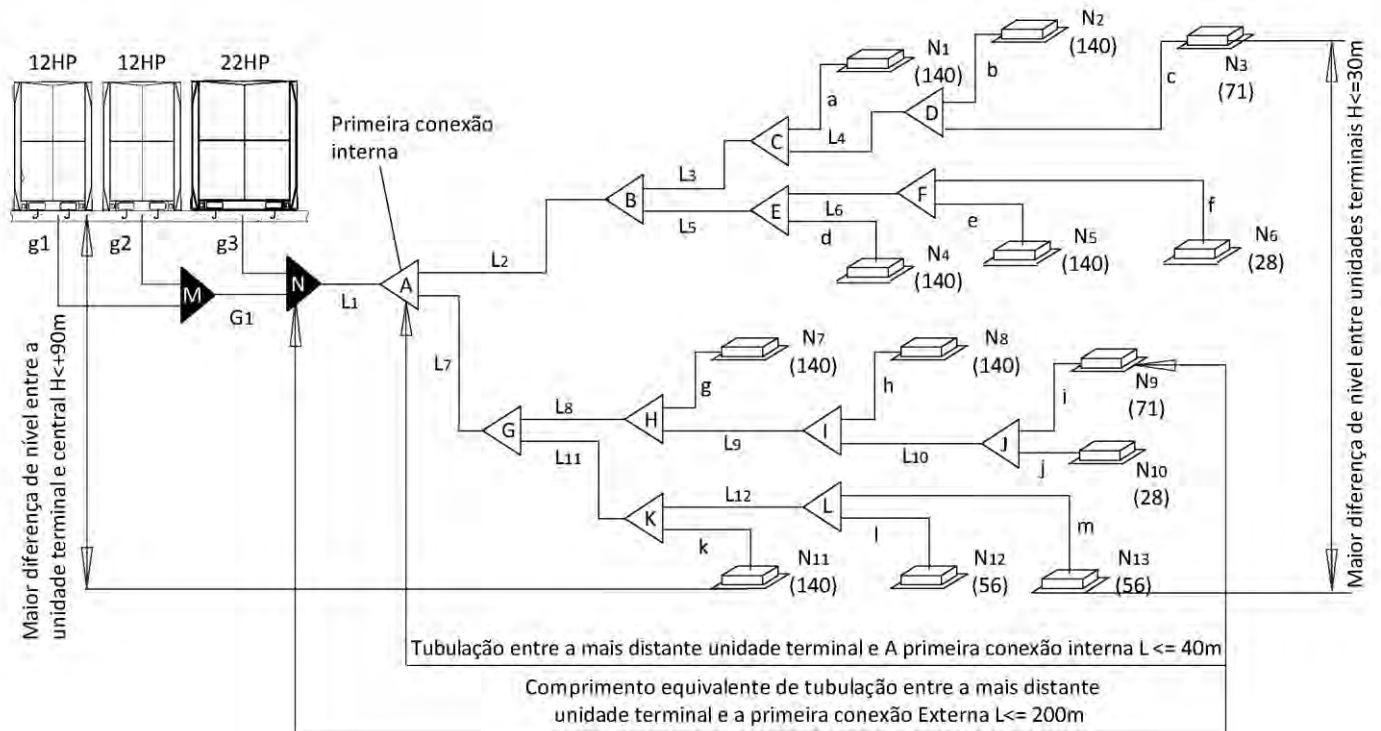 12HP
12HP
22HP
Primeira conexão
interna
g1
g2
g3
M
N
G1
L1
A
L2
L7
B
L3
L5
C
a
L4
D
b
c
N1
(140)
N2
(140)
N3
(71)
E
L6
d
F
e
f
N4
(140)
N5
(140)
N6
(28)
G
L8
L11
H
g
L9
N7
(140)
I
h
L10
N8
(140)
J
i
j
N9
(71)
N10
(28)
K
L12
k
L
l
m
N11
(140)
N12
(56)
N13
(56)
Maior diferença de nível entre a
unidade terminal e central H<+90m
Maior diferença de nível entre unidades terminais H<=30m
Tubulação entre a mais distante unidade terminal e A primeira conexão interna L <= 40m
Comprimento equivalente de tubulação entre a mais distante
unidade terminal e a primeira conexão Externa L<= 200m